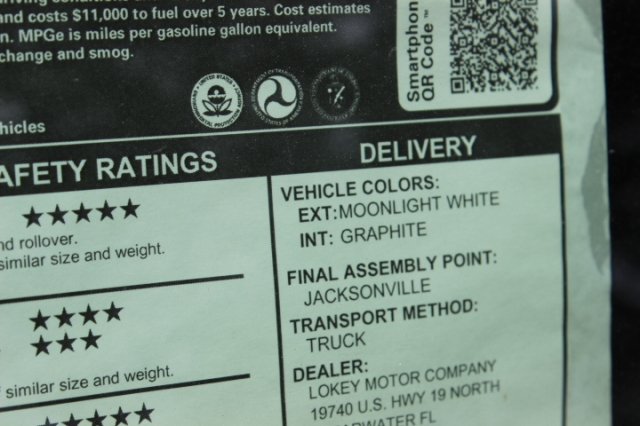 and costs $11,000 to fuel over 5 years. Cost estimates
n. MPGe is miles per gasoline gallon equivalent.
change and smog.
Smartphon
QR Code™
hicles
AFETY RATINGS
★★★★★
nd rollover.
similar size and weight.
★★★★
★★★
similar size and weight.
★★★★★
DELIVERY
VEHICLE COLORS:
EXT:MOONLIGHT WHITE
INT: GRAPHITE
FINAL ASSEMBLY POINT:
JACKSONVILLE
TRANSPORT METHOD:
TRUCK
DEALER:
LOKEY MOTOR COMPANY
19740 U.S. HWY 19 NORTH
ARWATER FL